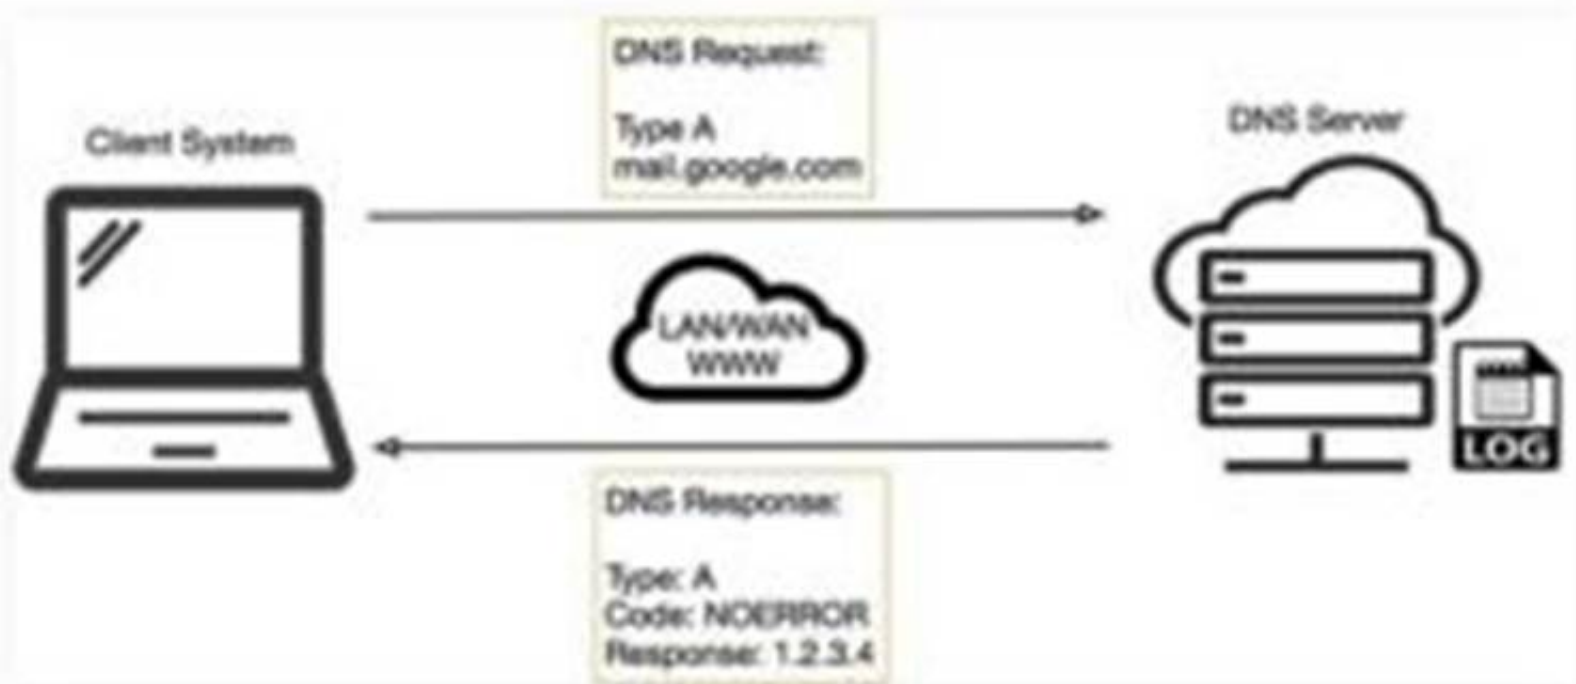 DNS Request:
Type A
mail.google.com
Client System
DNS Server
LAN/WAN
WWW
LOG
DNS Response:
Type: A
Code: NOERROR
Response: 1.2.3.4